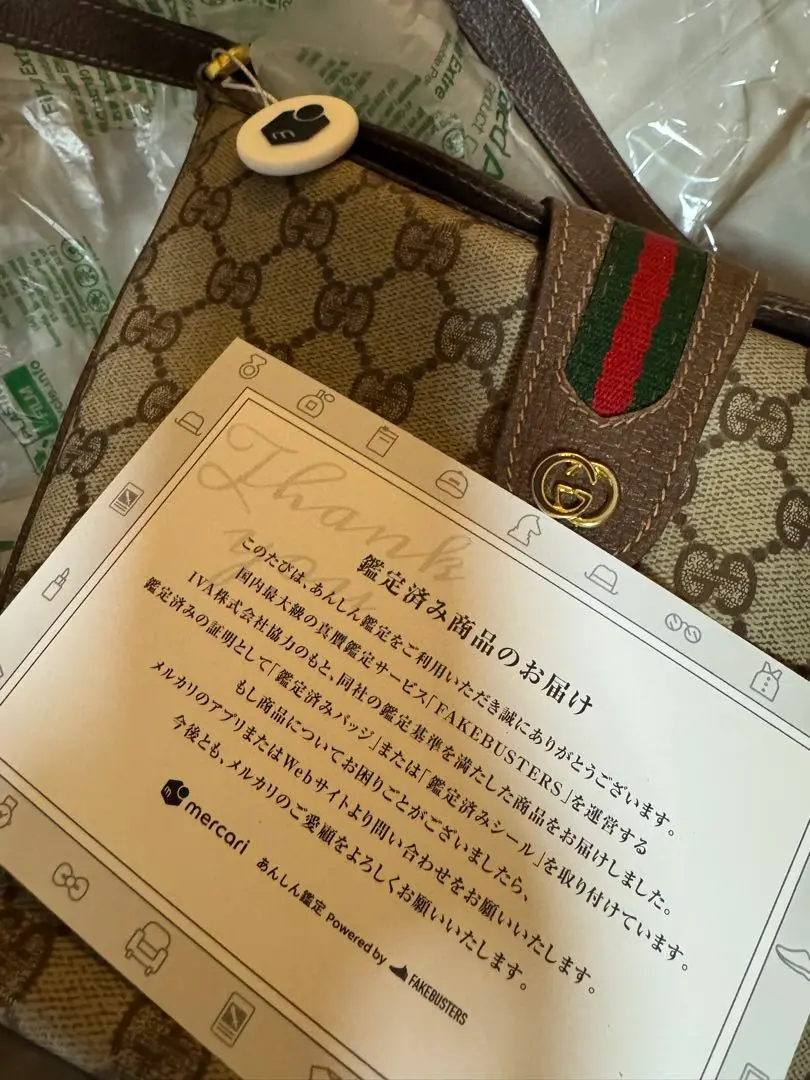 Thank you
鑑定済み商品のお届け
このたびは、あんしん鑑定をご利用いただき誠にありがとうございます。
国内最大級の真贋鑑定サービス「FAKEBUSTERS」を運営する
IVA株式会社協力のもと、同社の鑑定基準を満たした商品をお届けしました。
鑑定済みの証明として「鑑定済みバッジ」または「鑑定済みシール」を取り付けています。
もし商品についてお困りごとがございましたら、
メルカリのアプリまたはWebサイトより問い合わせをお願いいたします。
今後とも、メルカリのご愛顧をよろしくお願いいたします。
mercari あんしん鑑定 Powered by FAKEBUSTERS